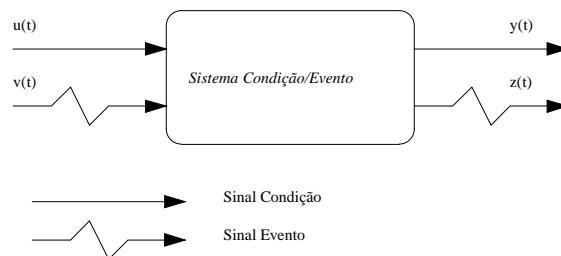 u(t)
y(t)
Sistema Condição/Evento
v(t)
z(t)
Sinal Condição
Sinal Evento